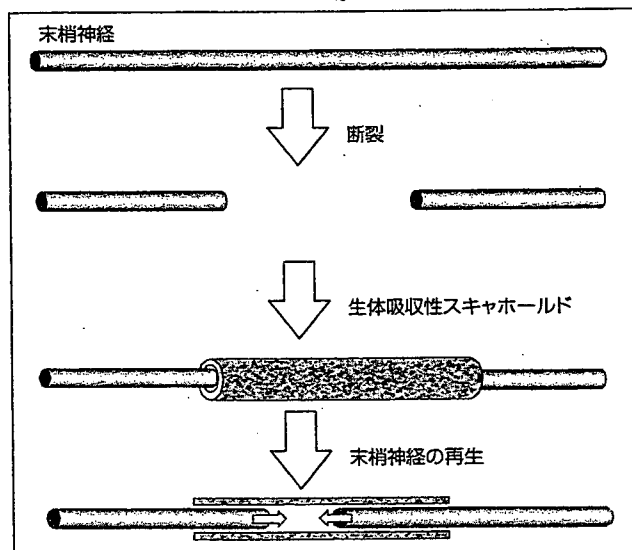 末梢神経
断裂
生体吸収性スキャホールド
末梢神経の再生